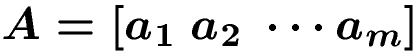 A = [a₁ a₂ ⋯ aₘ]